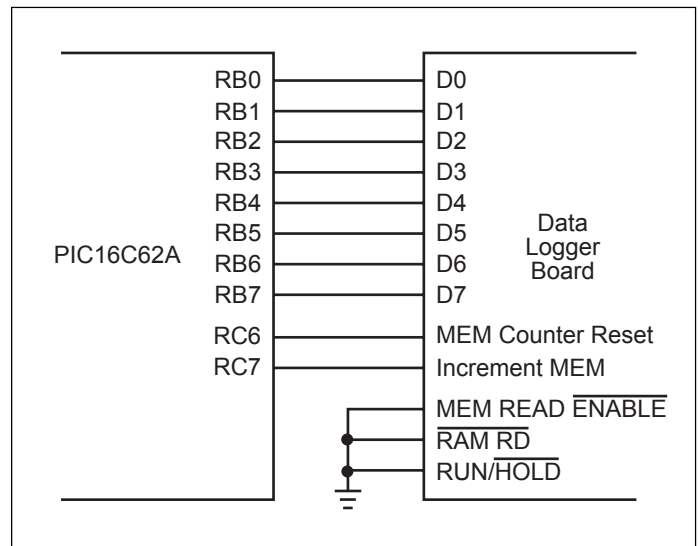 RB0 D0
RB1 D1
RB2 D2
RB3 D3
RB4 D4
RB5 D5
RB6 D6
RB7 D7
PIC16C62A
Data
Logger
Board
RC6 MEM Counter Reset
RC7 Increment MEM
MEM READ ENABLE
RAM RD
RUN/HOLD